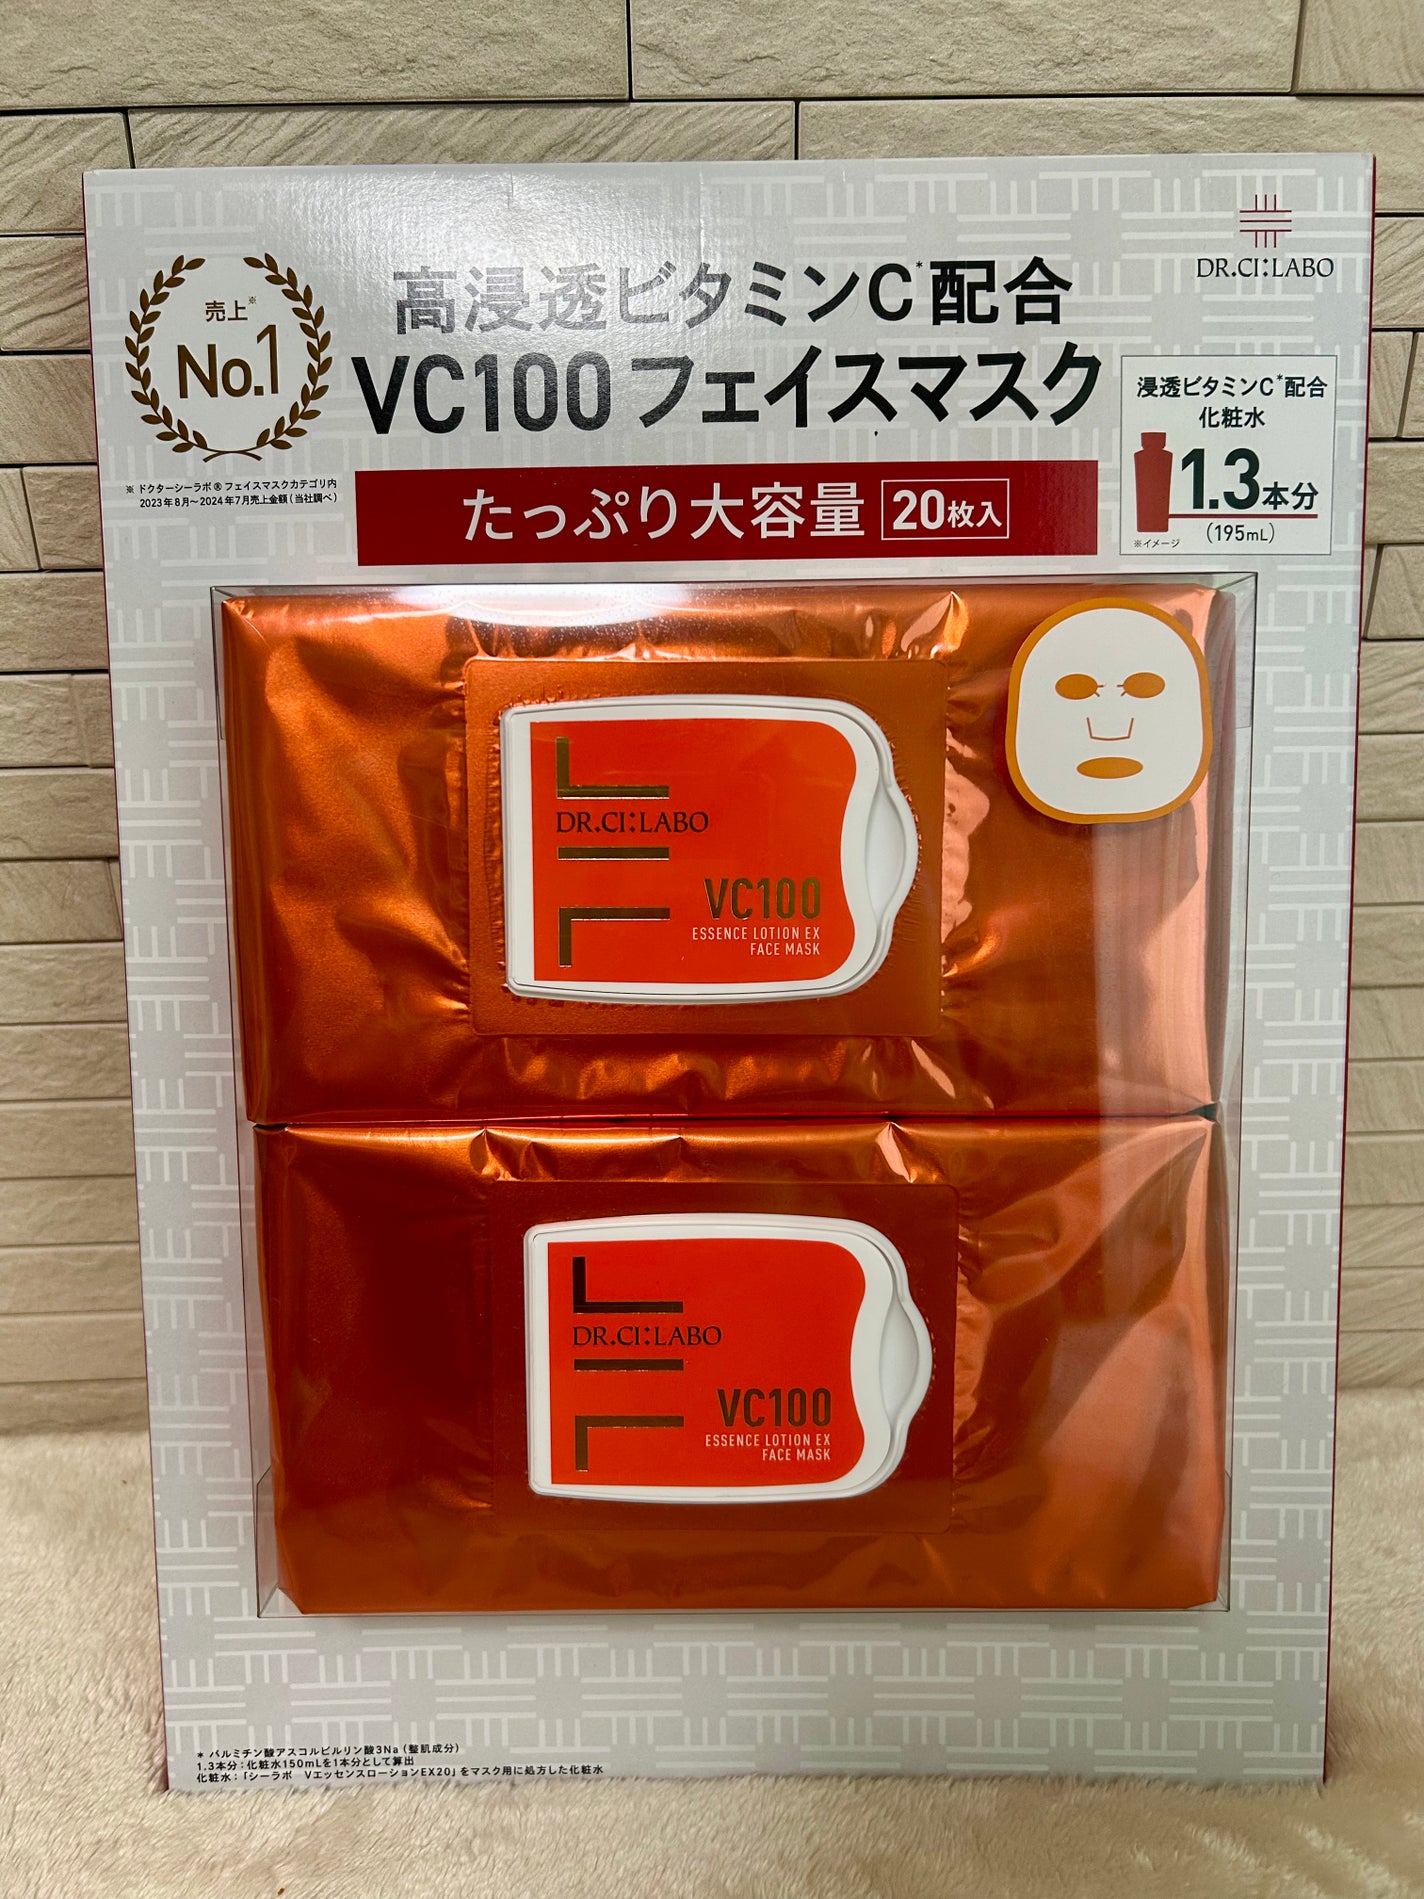 DR.CI:LABO
売上※
No.1
高浸透ビタミンC*配合
VC100フェイスマスク
※ ドクターシーラボ®フェイスマスクカテゴリ内
2023年8月～2024年7月売上金額(当社調べ)
たっぷり大容量 20枚入
浸透ビタミンC*配合
化粧水
1.3本分
(195mL)
※イメージ
DR.CI:LABO
VC100
ESSENCE LOTION EX
FACE MASK
DR.CI:LABO
VC100
ESSENCE LOTION EX
FACE MASK
* パルミチン酸アスコルビルリン酸3Na(整肌成分)
1.3本分:化粧水150mLを1本分として算出
化粧水:「シーラボ VエッセンスローションEX20」をマスク用に処方した化粧水